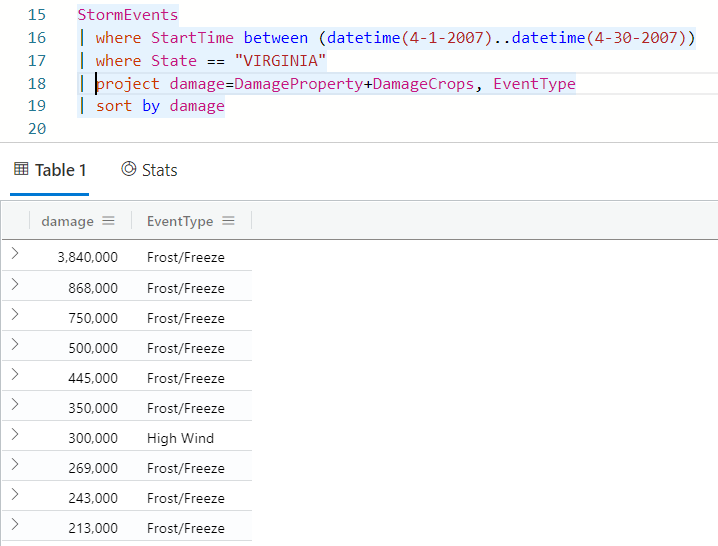 15 StormEvents
16 | where StartTime between (datetime(4-1-2007)..datetime(4-30-2007))
17 | where State == "VIRGINIA"
18 | project damage=DamageProperty+DamageCrops, EventType
19 | sort by damage
20
Table 1 Stats
damage EventType
3,840,000 Frost/Freeze
868,000 Frost/Freeze
750,000 Frost/Freeze
500,000 Frost/Freeze
445,000 Frost/Freeze
350,000 Frost/Freeze
300,000 High Wind
269,000 Frost/Freeze
243,000 Frost/Freeze
213,000 Frost/Freeze